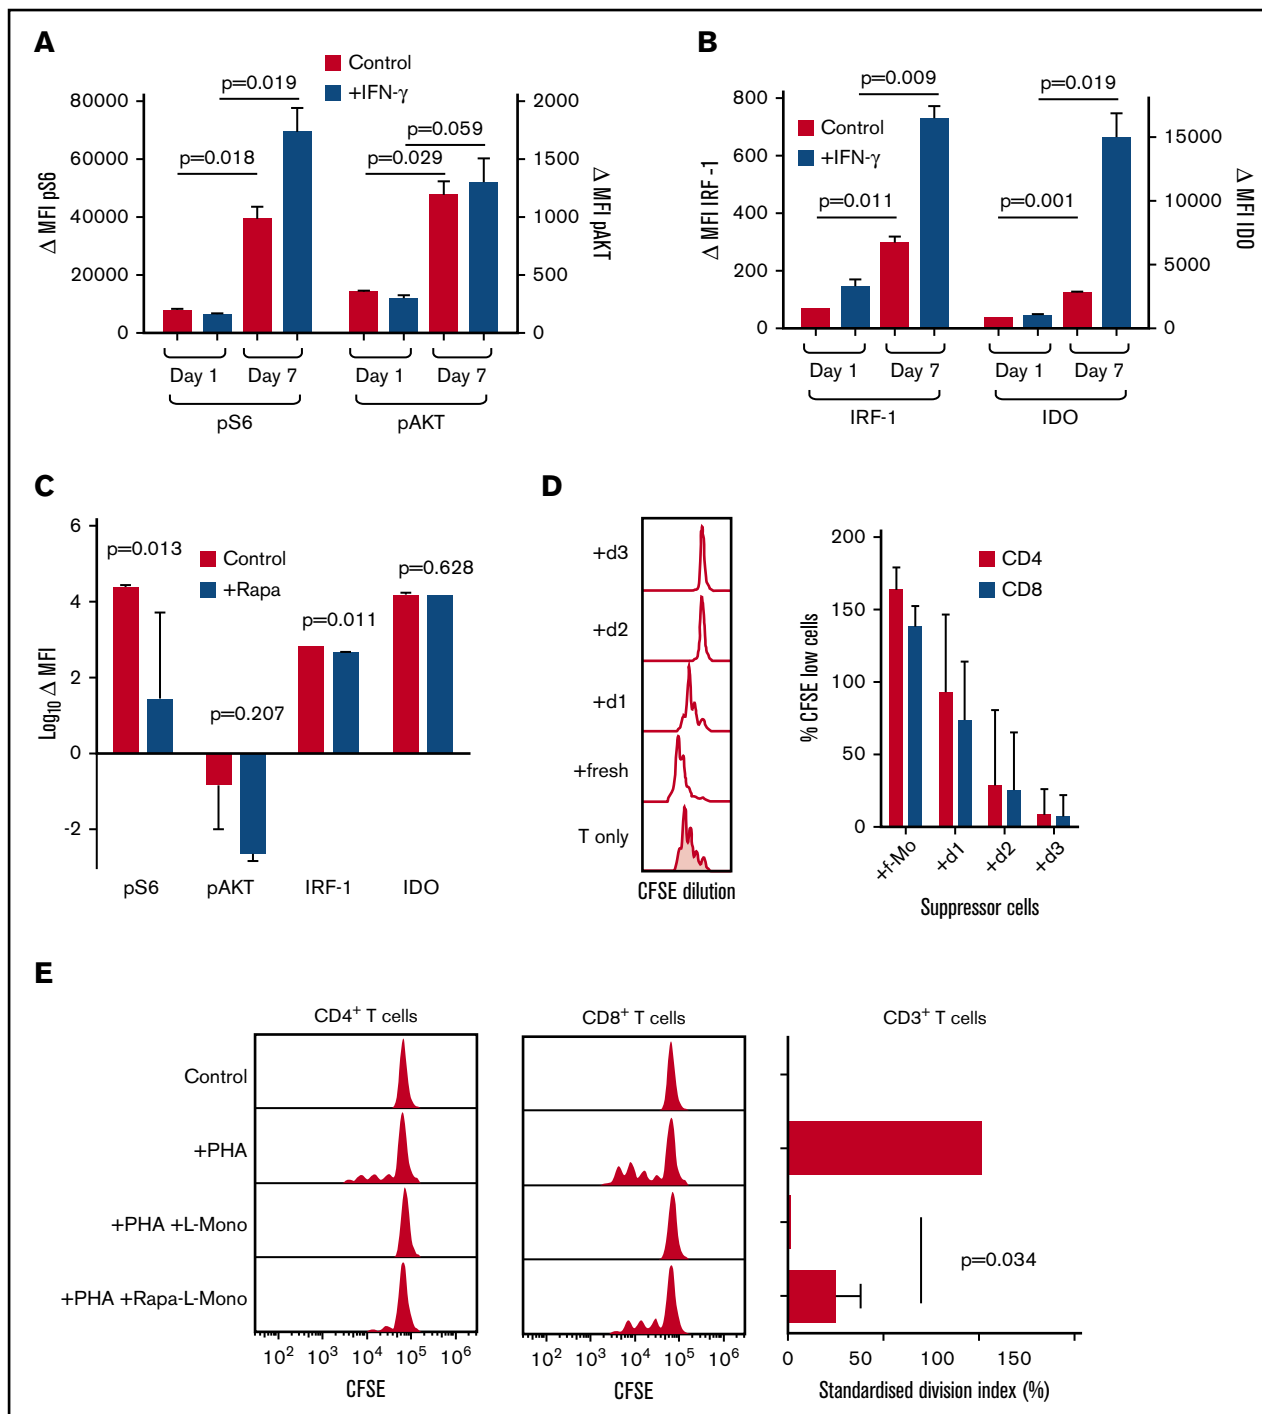 A
Control
+IFN-γ
p=0.019
p=0.018
p=0.059
p=0.029
80000
60000
40000
20000
0
Δ MFI pS6
2000
1500
1000
500
0
Δ MFI pAKT
Day 1
Day 7
Day 1
Day 7
pS6
pAKT
B
p=0.009
p=0.019
Control
+IFN-γ
p=0.011
p=0.001
800
600
400
200
0
Δ MFI IRF -1
15000
10000
5000
0
Δ MFI IDO
Day 1
Day 7
Day 1
Day 7
IRF-1
IDO
C
6
4
2
0
-2
Log10 Δ MFI
p=0.013
Control
+Rapa
p=0.628
p=0.011
p=0.207
pS6
pAKT
IRF-1
IDO
D
+d3
+d2
+d1
+fresh
T only
CFSE dilution
200
150
100
50
0
% CFSE low cells
CD4
CD8
+f-Mo
+d1
+d2
+d3
Suppressor cells
E
CD4+ T cells
CD8+ T cells
CD3+ T cells
Control
+PHA
+PHA +L-Mono
+PHA +Rapa-L-Mono
p=0.034
102 103 104 105 106
CFSE
102 103 104 105 106
CFSE
0 50 100 150
Standardised division index (%)